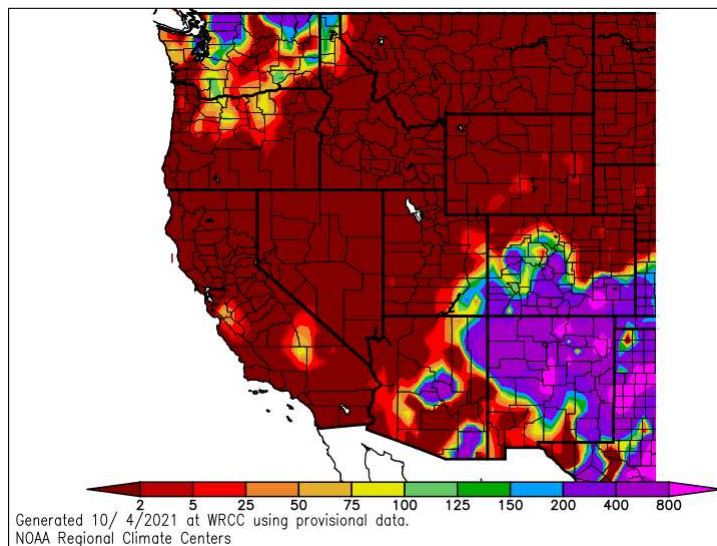 2 5 25 50 75 100 125 150 200 400 800
Generated 10/ 4/2021 at WRCC using provisional data.
NOAA Regional Climate Centers